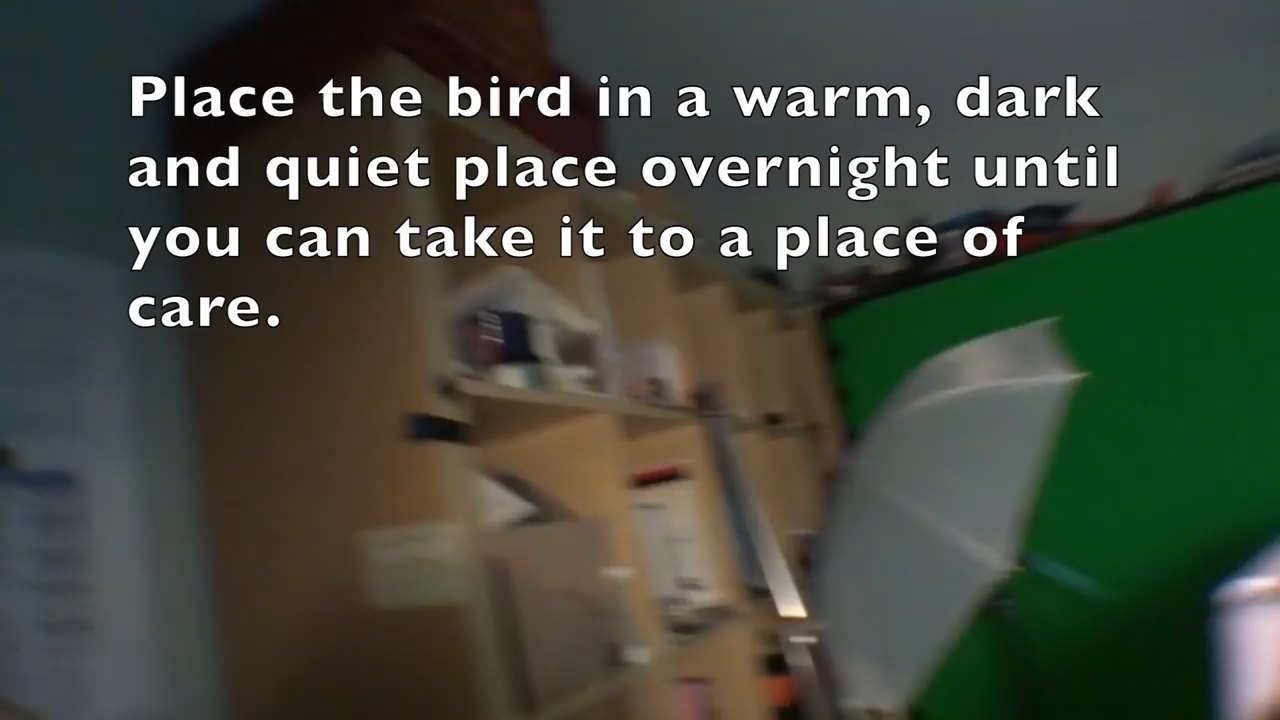 Place the bird in a warm, dark
and quiet place overnight until
you can take it to a place of
care.